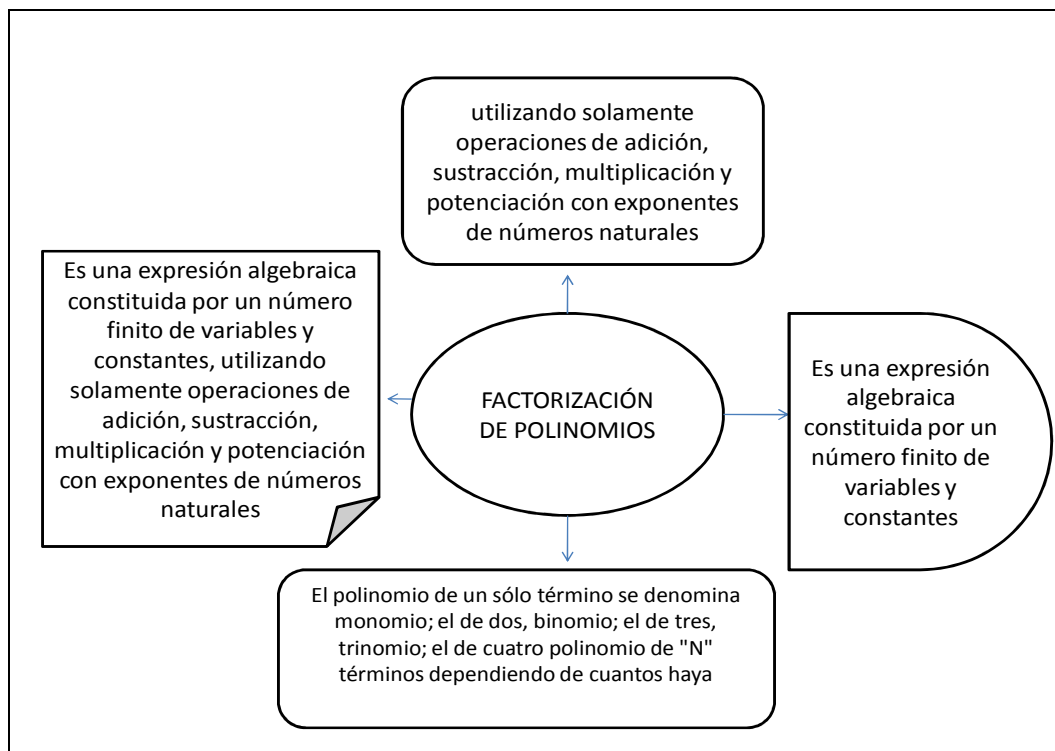 utilizando solamente
operaciones de adición,
sustracción, multiplicación y
potenciación con exponentes
de números naturales
Es una expresión algebraica
constituida por un número
finito de variables y
constantes, utilizando
solamente operaciones de
adición, sustracción,
multiplicación y potenciación
con exponentes de números
naturales
FACTORIZACIÓN
DE POLINOMIOS
Es una expresión
algebraica
constituida por un
número finito de
variables y
constantes
El polinomio de un sólo término se denomina
monomio; el de dos, binomio; el de tres,
trinomio; el de cuatro polinomio de "N"
términos dependiendo de cuantos haya